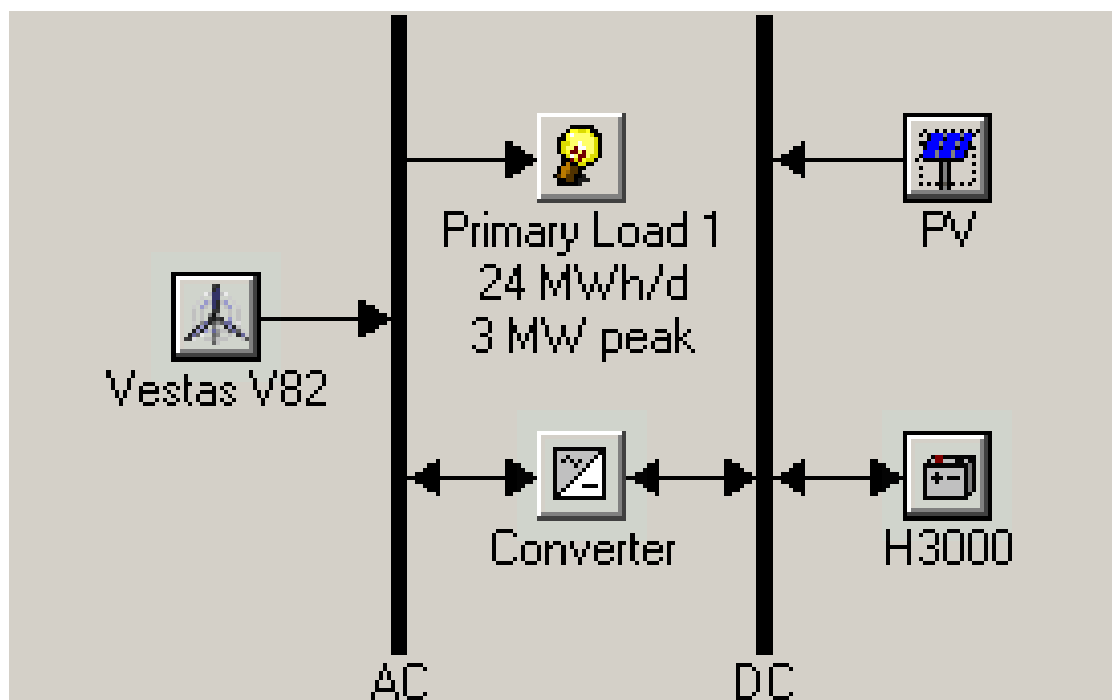 Primary Load 1
24 MWh/d
3 MW peak
PV
Vestas V82
Converter
H3000
AC
DC